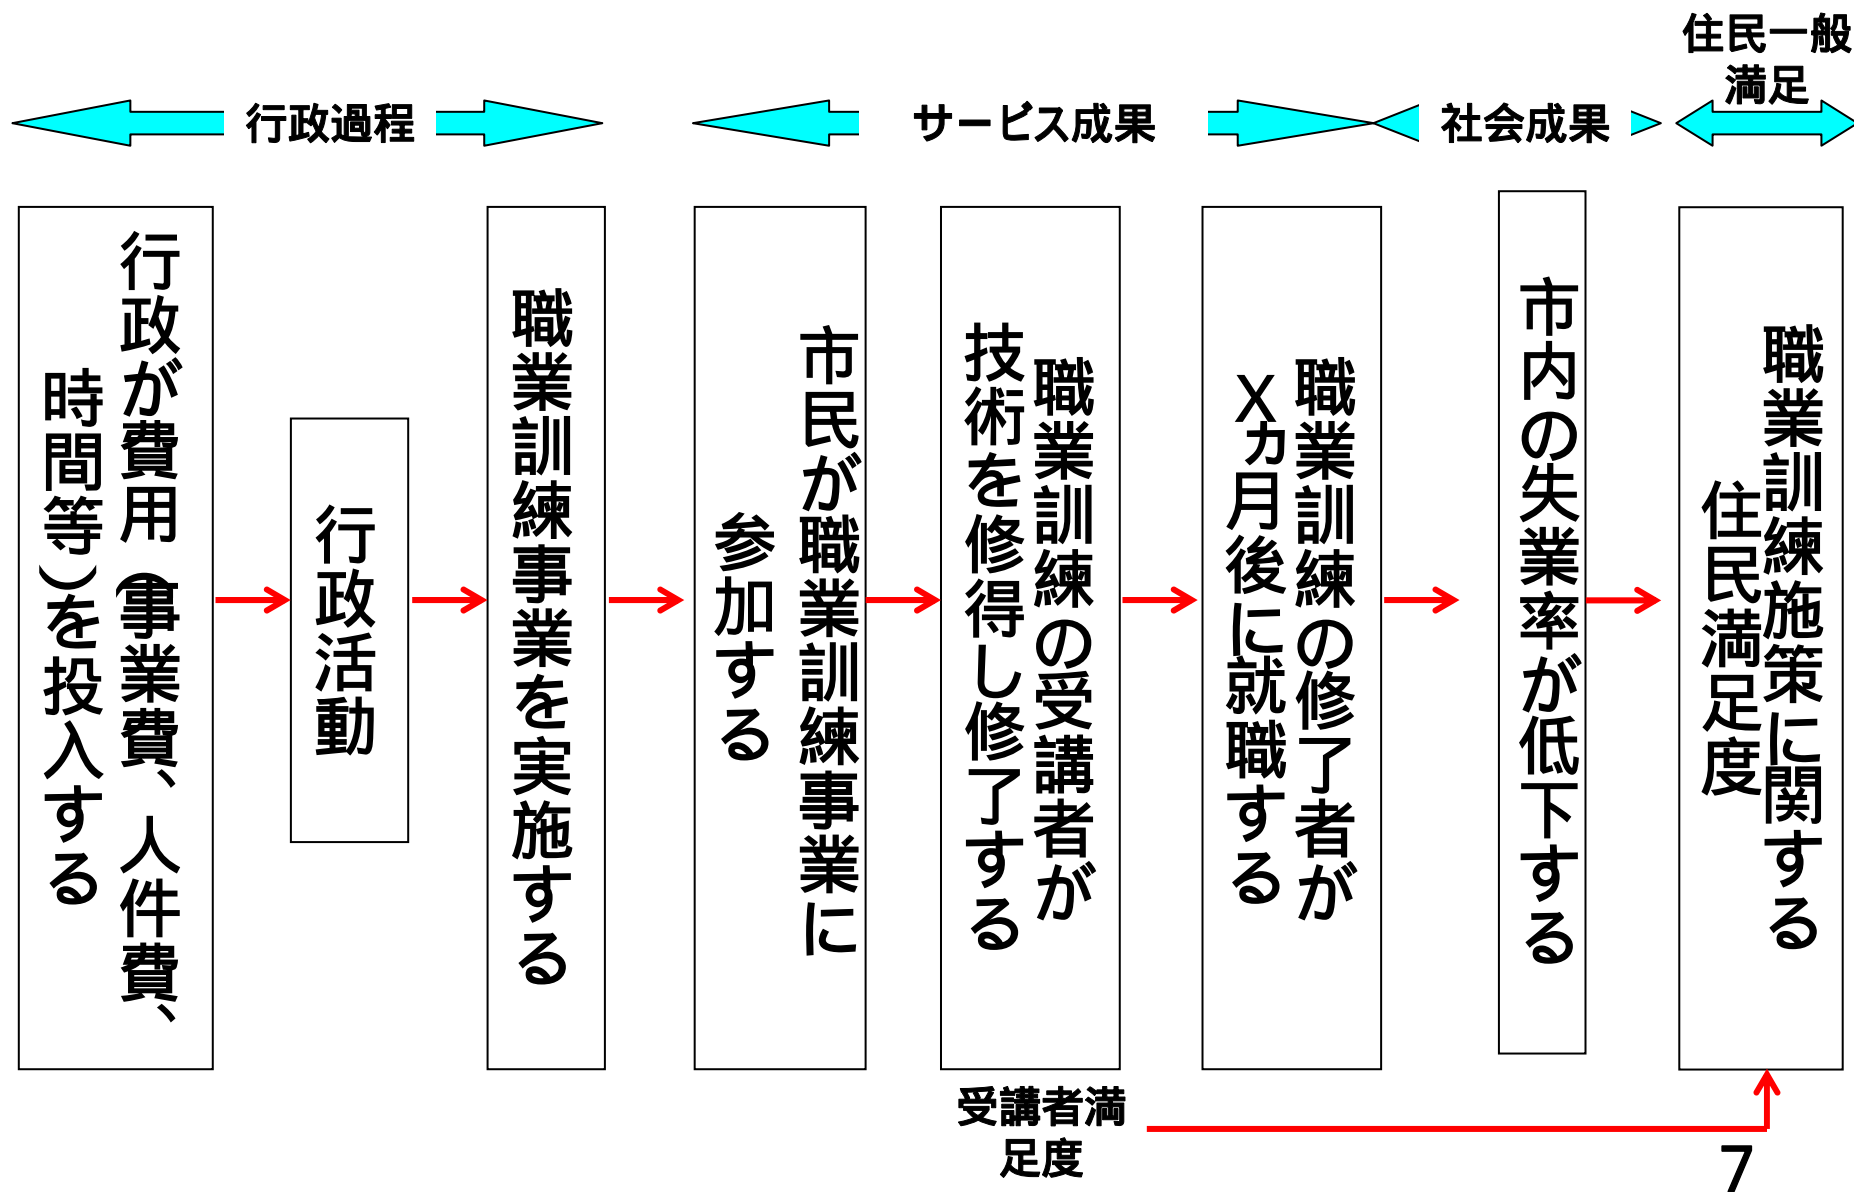 住民一般
満足
行政過程
サービス成果
社会成果
行政が費用（事業費、人件費、
時間等）を投入する
行政活動
職業訓練事業を実施する
市民が職業訓練事業に
参加する
職業訓練の受講者が
技術を修得し修了する
職業訓練の修了者が
Xヵ月後に就職する
市内の失業率が低下する
職業訓練施策に関する
住民満足度
受講者満
足度
7